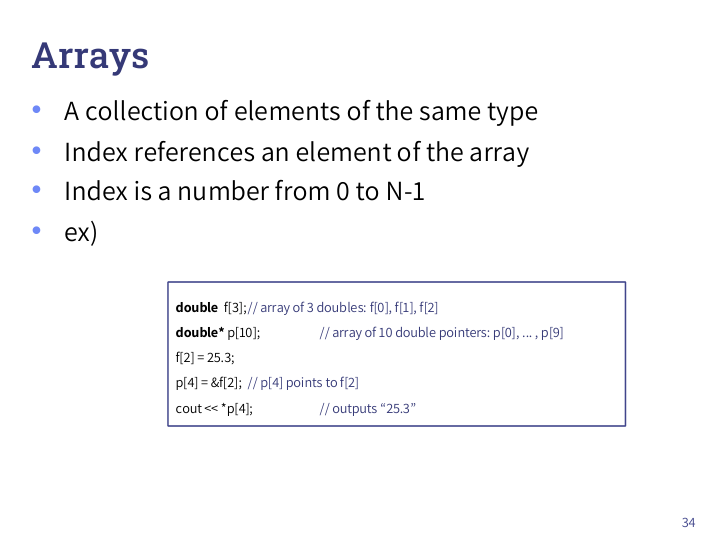 Arrays
• A collection of elements of the same type
• Index references an element of the array
• Index is a number from 0 to N-1
• ex)
double f[3];// array of 3 doubles: f[0], f[1], f[2]
double* p[10]; // array of 10 double pointers: p[0], ... , p[9]
f[2] = 25.3;
p[4] = &f[2]; // p[4] points to f[2]
cout << *p[4]; // outputs “25.3”
34